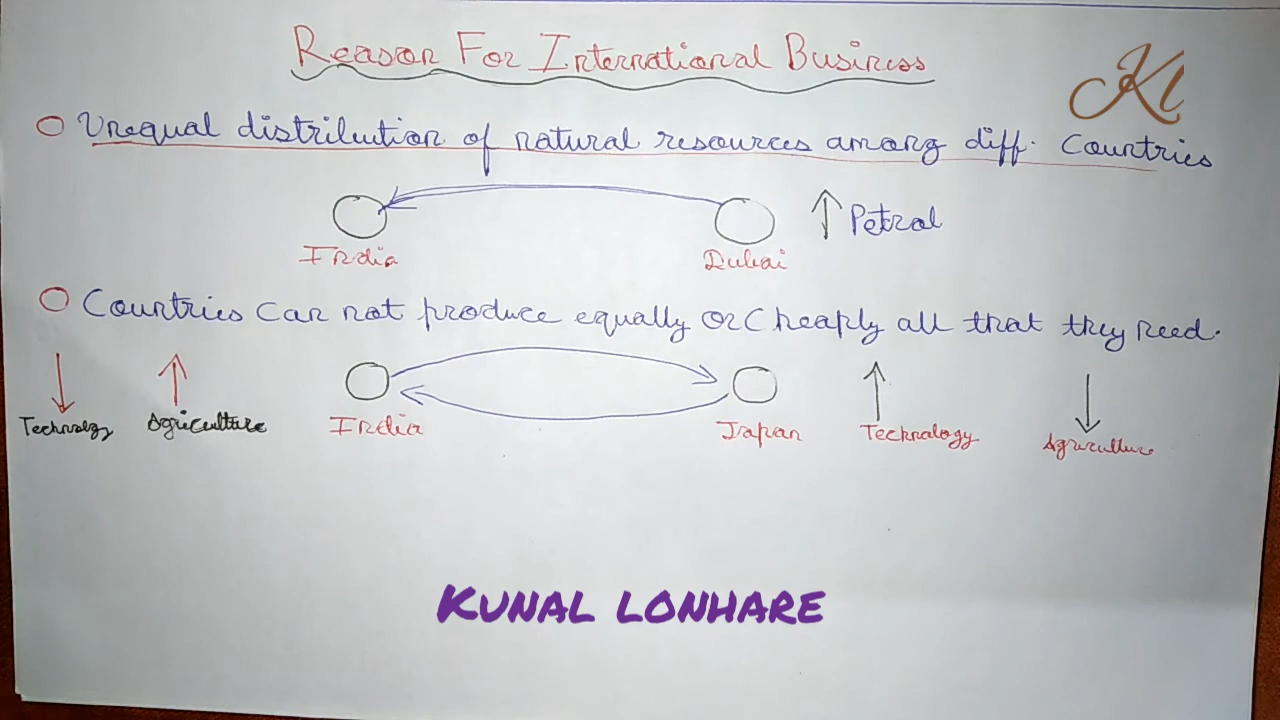 Reason For International Business
Kl
Unequal distribution of natural resources among diff. Countries
Petrol
India Dubai
Countries Can not produce equally or Cheaply all that they need.
Technology Agriculture India Japan Technology Agriculture
KUNAL LONHARE